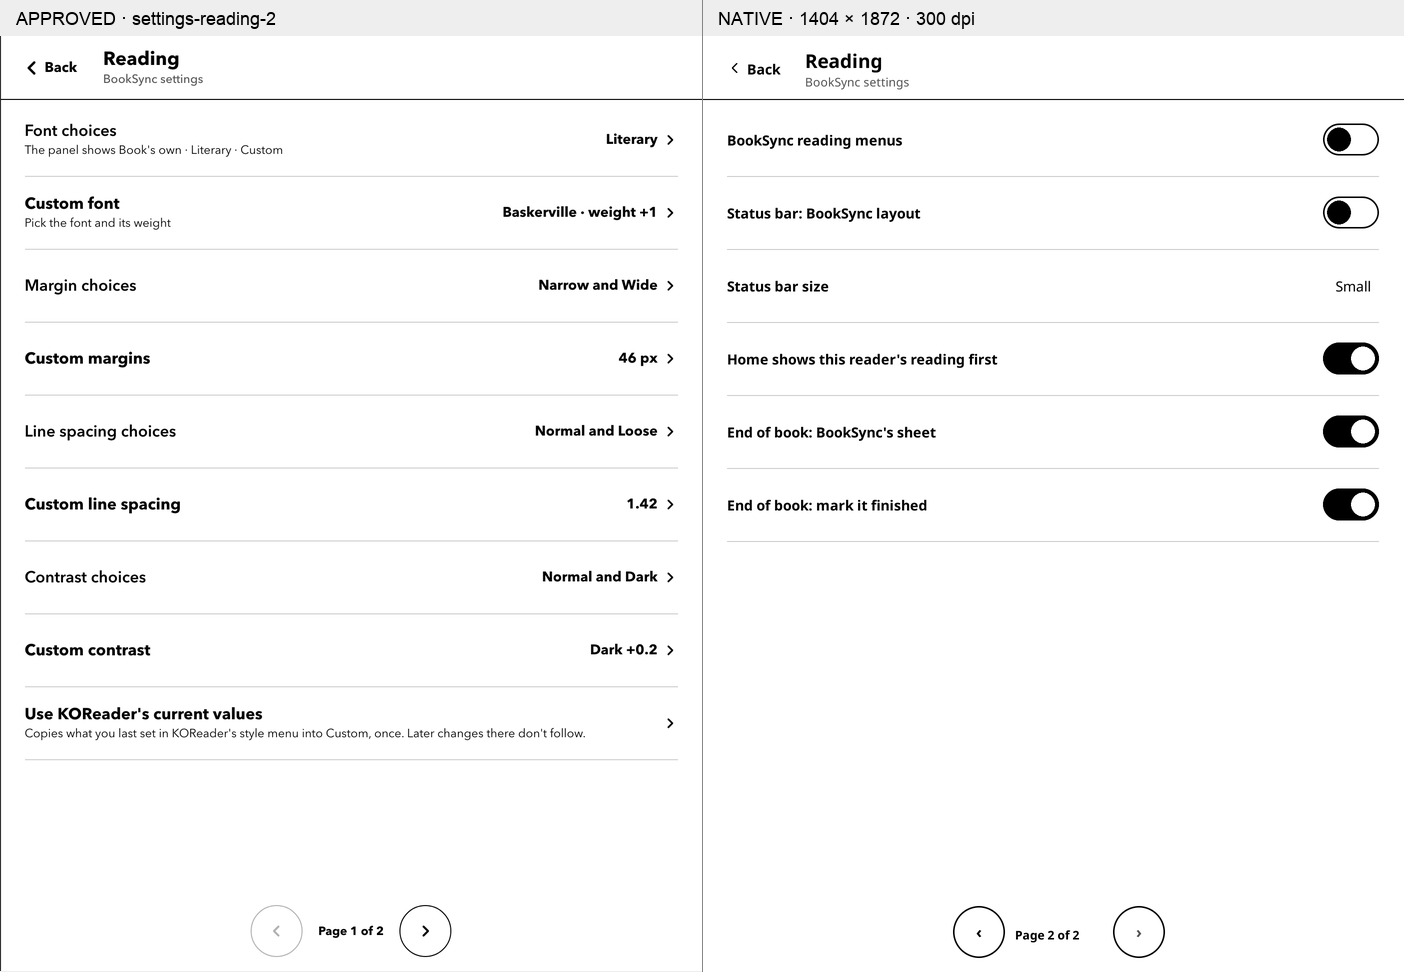 APPROVED · settings-reading-2
Back
Reading
BookSync settings
Font choices
The panel shows Book's own · Literary · Custom
Literary
Custom font
Pick the font and its weight
Baskerville · weight +1
Margin choices
Narrow and Wide
Custom margins
46 px
Line spacing choices
Normal and Loose
Custom line spacing
1.42
Contrast choices
Normal and Dark
Custom contrast
Dark +0.2
Use KOReader's current values
Copies what you last set in KOReader's style menu into Custom, once. Later changes there don't follow.
Page 1 of 2
NATIVE · 1404 × 1872 · 300 dpi
Back
Reading
BookSync settings
BookSync reading menus
Status bar: BookSync layout
Status bar size
Small
Home shows this reader's reading first
End of book: BookSync's sheet
End of book: mark it finished
Page 2 of 2